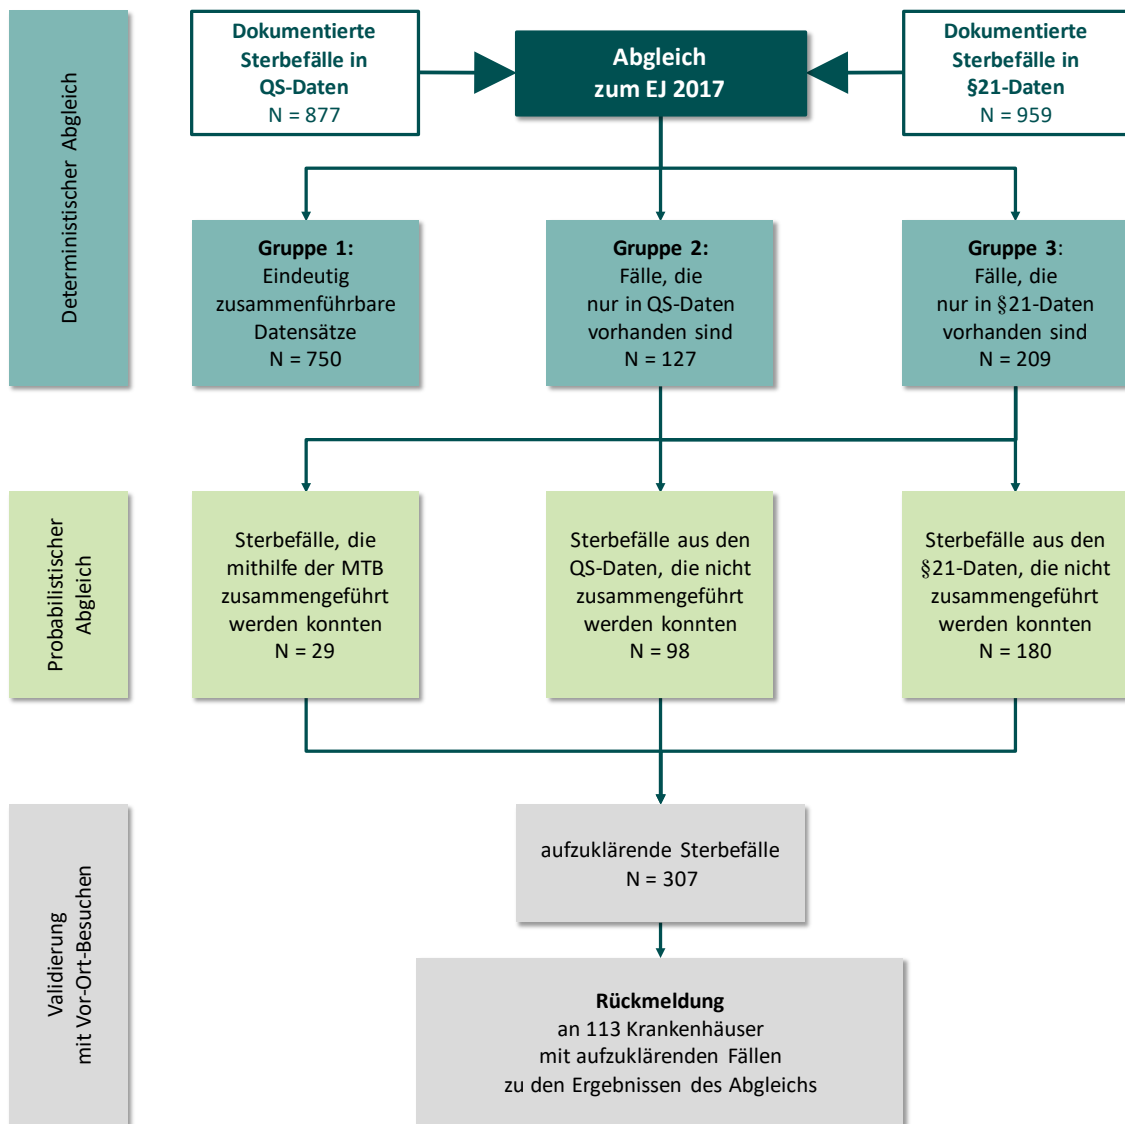 Dokumentierte
Sterbefälle in
QS-Daten
N = 877
Abgleich
zum EJ 2017
Dokumentierte
Sterbefälle in
§21-Daten
N = 959
Deterministischer Abgleich
Gruppe 1:
Eindeutig
zusammenführbare
Datensätze
N = 750
Gruppe 2:
Fälle, die
nur in QS-Daten
vorhanden sind
N = 127
Gruppe 3:
Fälle, die
nur in §21-Daten
vorhanden sind
N = 209
Probabilistischer
Abgleich
Sterbefälle, die
mithilfe der MTB
zusammengeführt
werden konnten
N = 29
Sterbefälle aus den
QS-Daten, die nicht
zusammengeführt
werden konnten
N = 98
Sterbefälle aus den
§21-Daten, die nicht
zusammengeführt
werden konnten
N = 180
Validierung
mit Vor-Ort-Besuchen
aufzuklärende Sterbefälle
N = 307
Rückmeldung
an 113 Krankenhäuser
mit aufzuklärenden Fällen
zu den Ergebnissen des Abgleichs